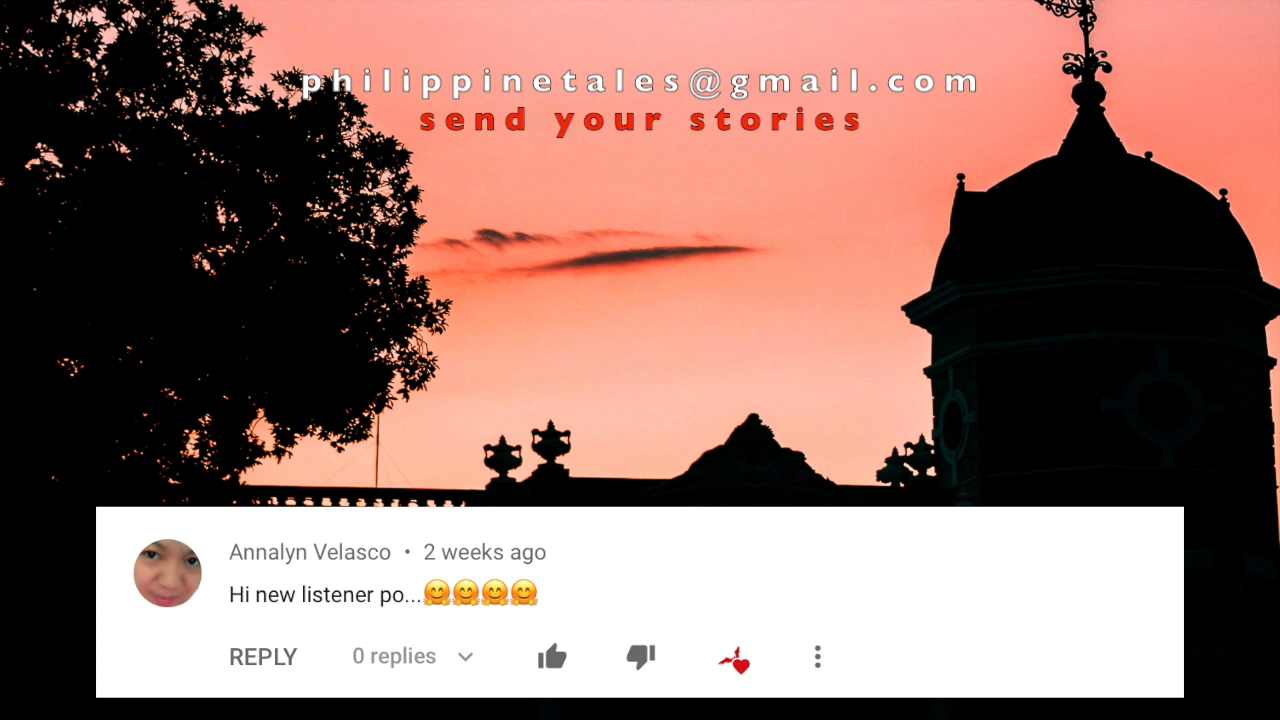 philippinetales@gmail.com
send your stories
Annalyn Velasco • 2 weeks ago
Hi new listener po...🤗🤗🤗🤗
REPLY 0 replies